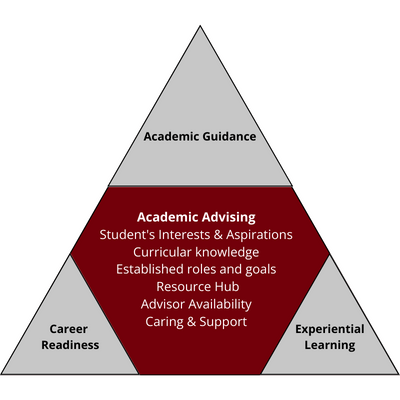 Academic Guidance
Academic Advising
Student's Interests & Aspirations
Curricular knowledge
Established roles and goals
Resource Hub
Advisor Availability
Caring & Support
Career
Readiness
Experiential
Learning